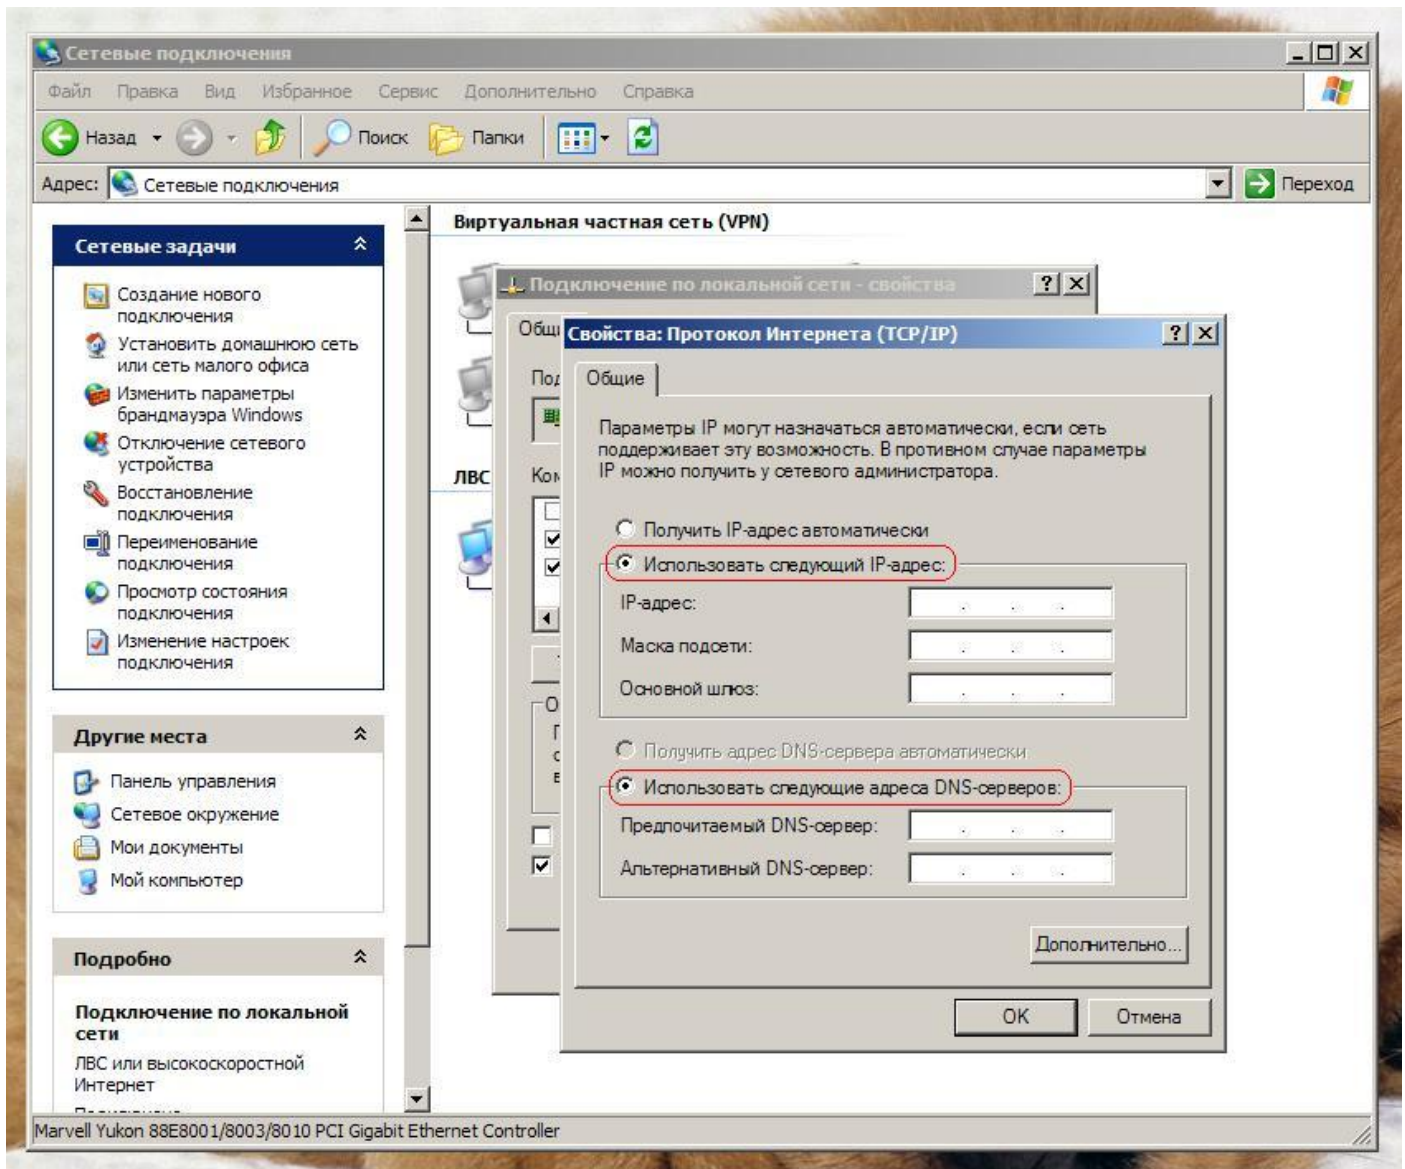 Сетевые подключения
Файл Правка Вид Избранное Сервис Дополнительно Справка
Назад Поиск Папки
Адрес: Сетевые подключения Переход
Сетевые задачи
Создание нового
подключения
Установить домашнюю сеть
или сеть малого офиса
Изменить параметры
брандмауэра Windows
Отключение сетевого
устройства
Восстановление
подключения
Переименование
подключения
Просмотр состояния
подключения
Изменение настроек
подключения
Другие места
Панель управления
Сетевое окружение
Мои документы
Мой компьютер
Подробно
Подключение по локальной
сети
ЛВС или высокоскоростной
Интернет
Виртуальная частная сеть (VPN)
ЛВС
Подключение по локальной сети - свойства
Свойства: Протокол Интернета (TCP/IP)
Общие
Параметры IP могут назначаться автоматически, если сеть
поддерживает эту возможность. В противном случае параметры
IP можно получить у сетевого администратора.
Получить IP-адрес автоматически
Использовать следующий IP-адрес:
IP-адрес:
Маска подсети:
Основной шлюз:
Получить адрес DNS-сервера автоматически
Использовать следующие адреса DNS-серверов:
Предпочитаемый DNS-сервер:
Альтернативный DNS-сервер:
Дополнительно...
OK Отмена
Marvell Yukon 88E8001/8003/8010 PCI Gigabit Ethernet Controller